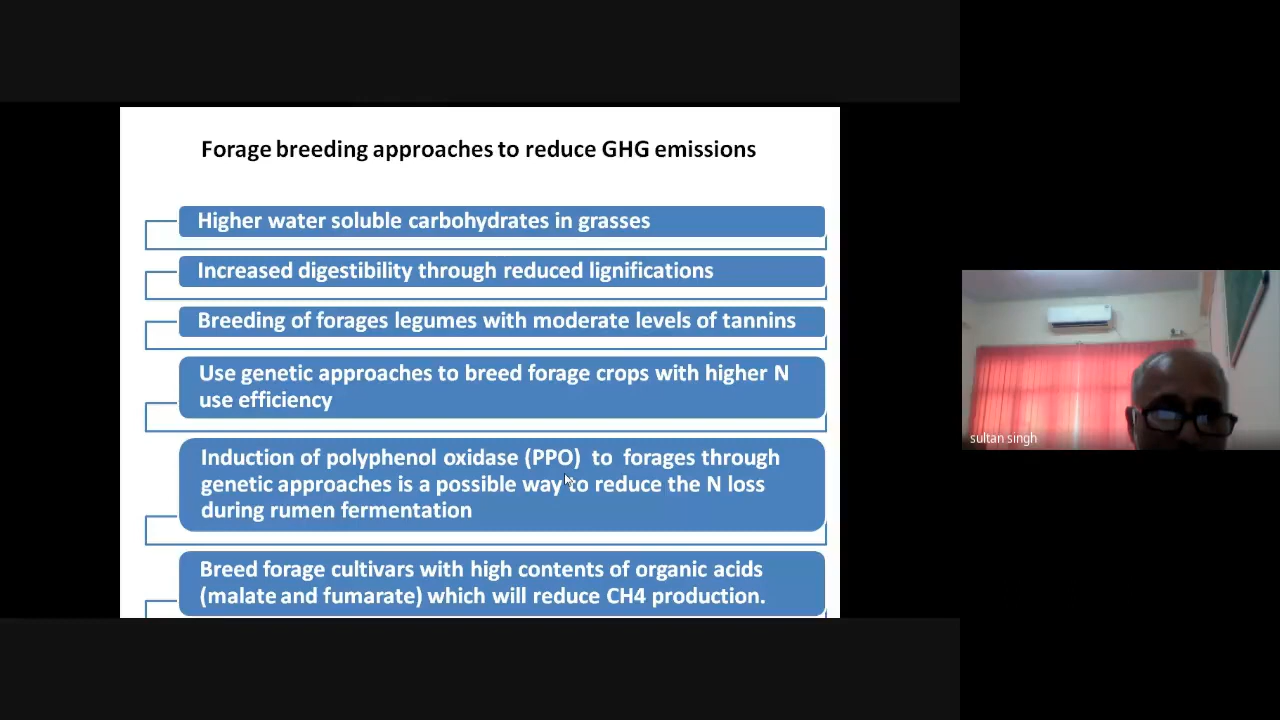 Forage breeding approaches to reduce GHG emissions
Higher water soluble carbohydrates in grasses
Increased digestibility through reduced lignifications
Breeding of forages legumes with moderate levels of tannins
Use genetic approaches to breed forage crops with higher N
use efficiency
Induction of polyphenol oxidase (PPO) to forages through
genetic approaches is a possible way to reduce the N loss
during rumen fermentation
Breed forage cultivars with high contents of organic acids
(malate and fumarate) which will reduce CH4 production.
sultan singh